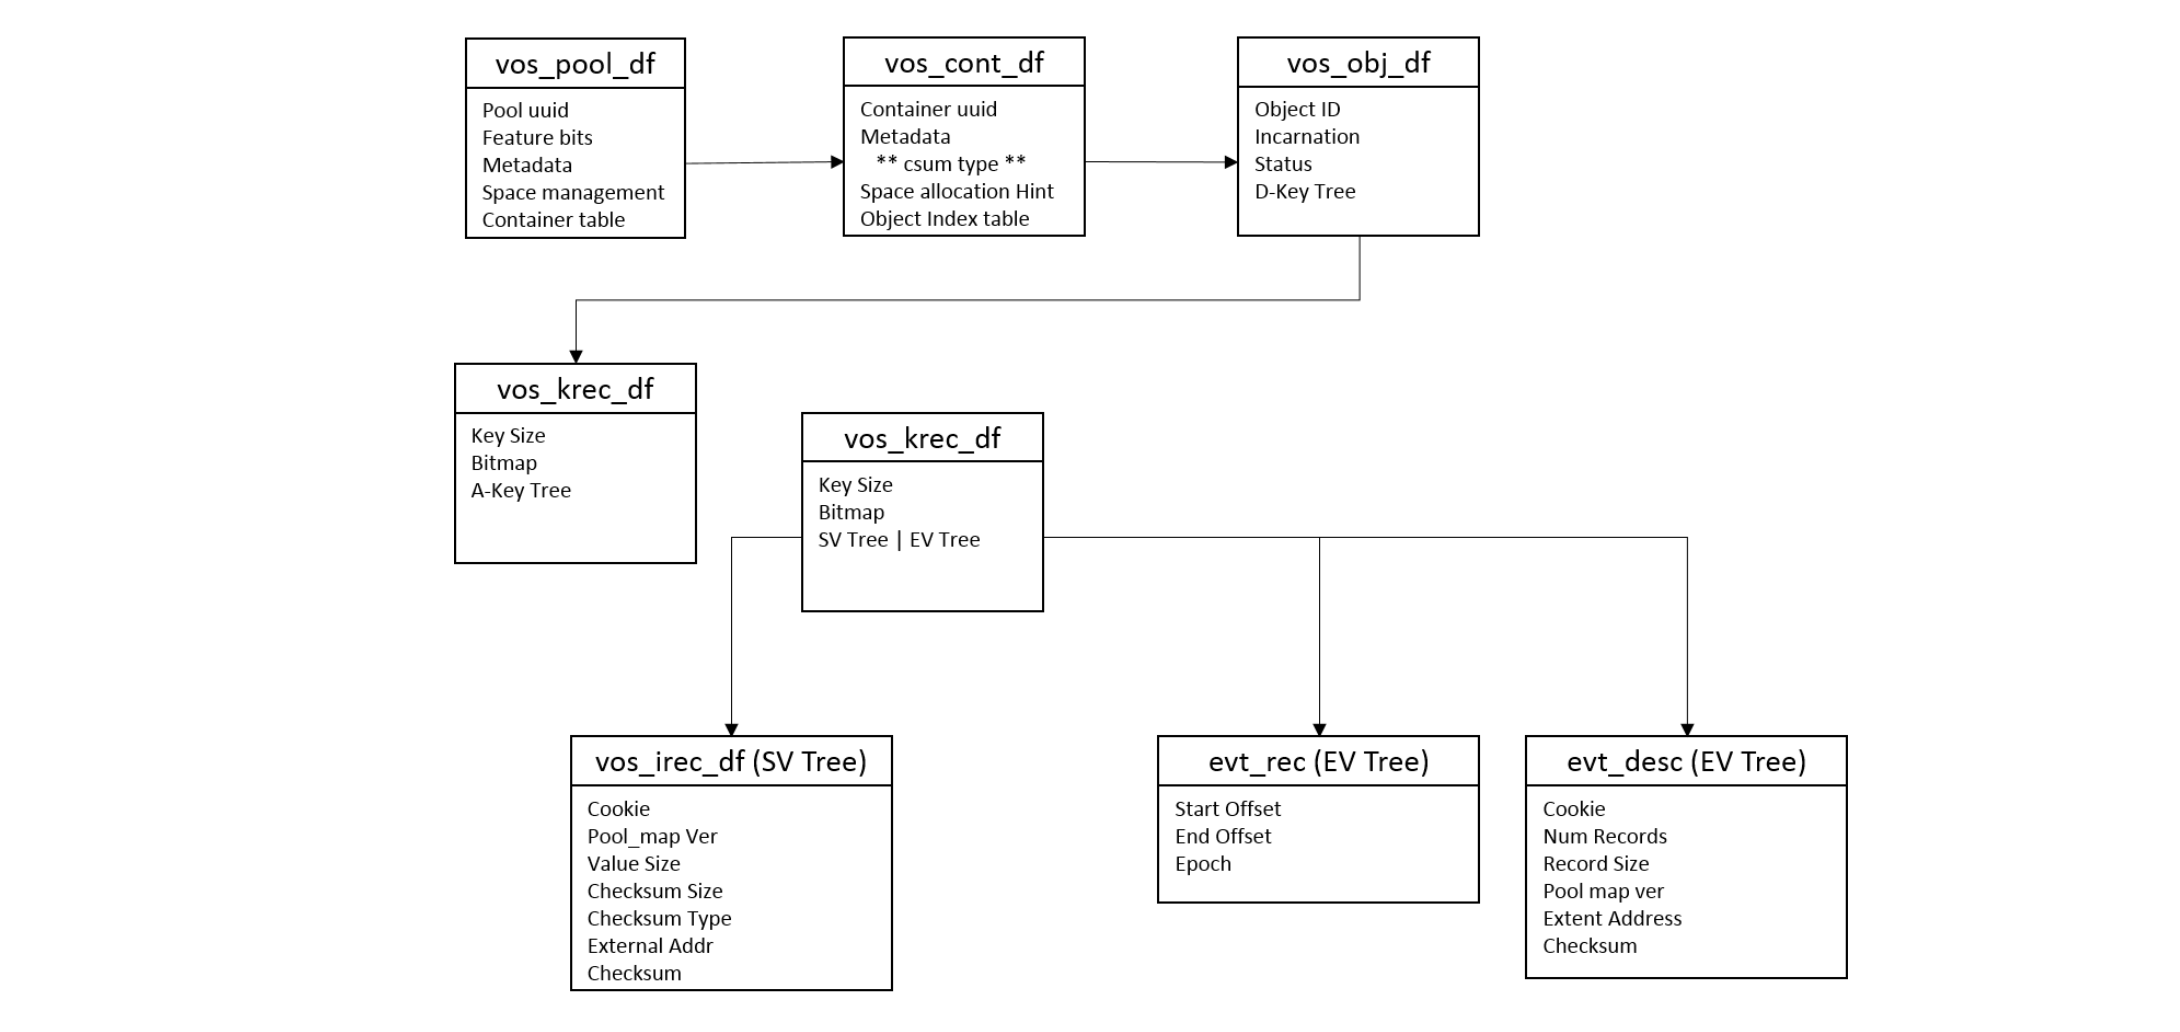 vos_pool_df
Pool uuid
Feature bits
Metadata
Space management
Container table
vos_cont_df
Container uuid
Metadata
** csum type **
Space allocation Hint
Object Index table
vos_obj_df
Object ID
Incarnation
Status
D-Key Tree
vos_krec_df
Key Size
Bitmap
A-Key Tree
vos_krec_df
Key Size
Bitmap
SV Tree | EV Tree
vos_irec_df (SV Tree)
Cookie
Pool_map Ver
Value Size
Checksum Size
Checksum Type
External Addr
Checksum
evt_rec (EV Tree)
Start Offset
End Offset
Epoch
evt_desc (EV Tree)
Cookie
Num Records
Record Size
Pool map ver
Extent Address
Checksum